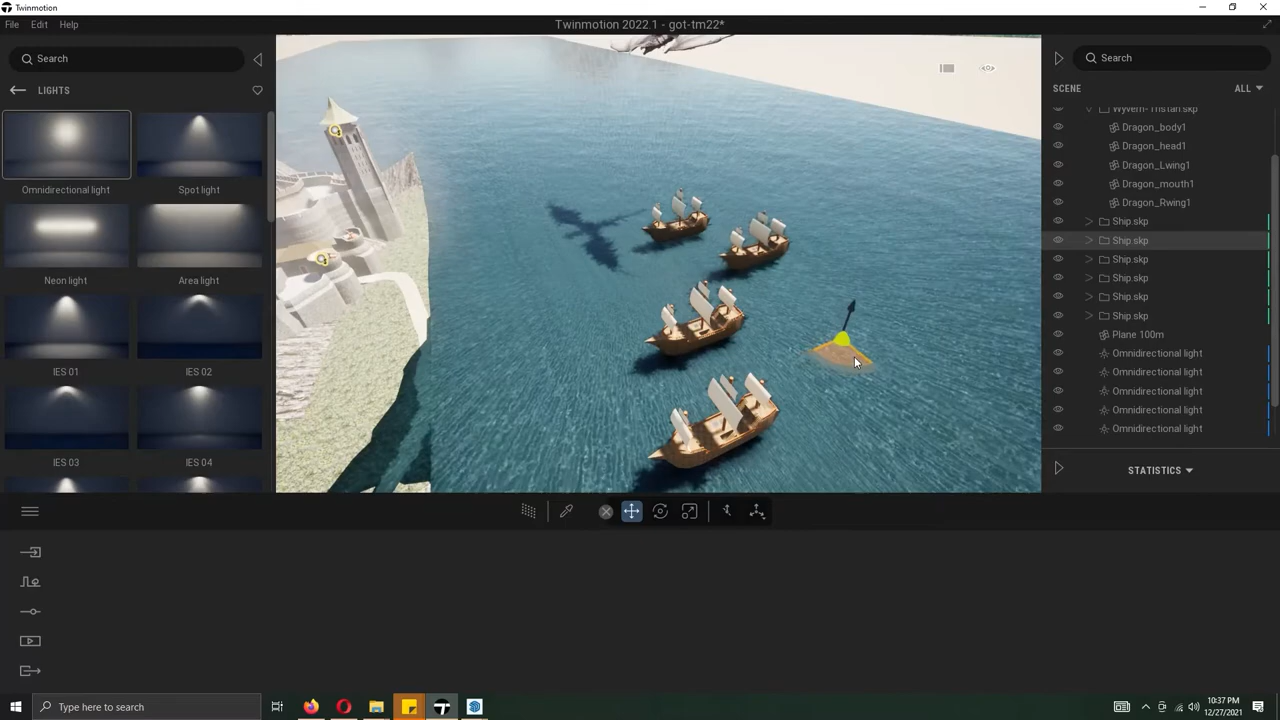 Twinmotion
File Edit Help
Twinmotion 2022.1 - got-tm22*
Search
LIGHTS
Omnidirectional light
Spot light
Neon light
Area light
IES 01
IES 02
IES 03
IES 04
Search
SCENE
ALL
Wyvern-Tristan.skp
Dragon_body1
Dragon_head1
Dragon_Lwing1
Dragon_mouth1
Dragon_Rwing1
Ship.skp
Ship.skp
Ship.skp
Ship.skp
Ship.skp
Ship.skp
Plane 100m
Omnidirectional light
Omnidirectional light
Omnidirectional light
Omnidirectional light
Omnidirectional light
STATISTICS
Type here to search
10:37 PM
12/27/2021